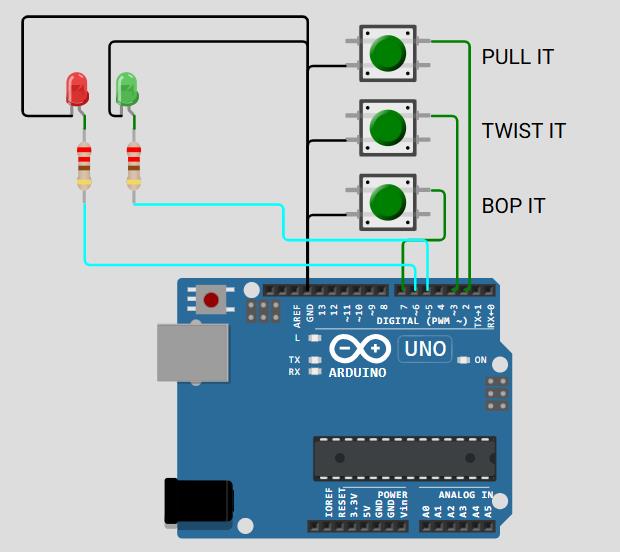 PULL IT
TWIST IT
BOP IT
AREF
GND
13
12
~11
~10
~9
8
7
~6
~5
4
~3
2
TX→1
RX←0
DIGITAL (PWM ~)
L
TX
RX
UNO
ON
ARDUINO
IOREF
RESET
3.3V
5V
GND
GND
Vin
POWER
ANALOG IN
A0
A1
A2
A3
A4
A5